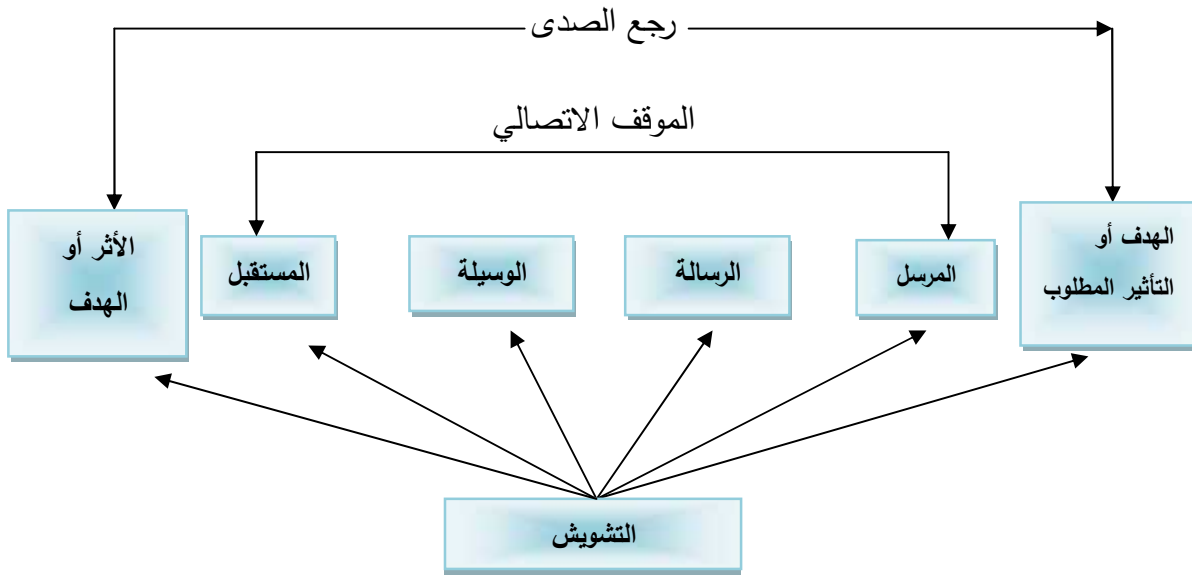 رجع الصدى
الموقف الاتصالي
الهدف أو
التأثير المطلوب
المرسل
الرسالة
الوسيلة
المستقبل
الأثر أو
الهدف
التشويش